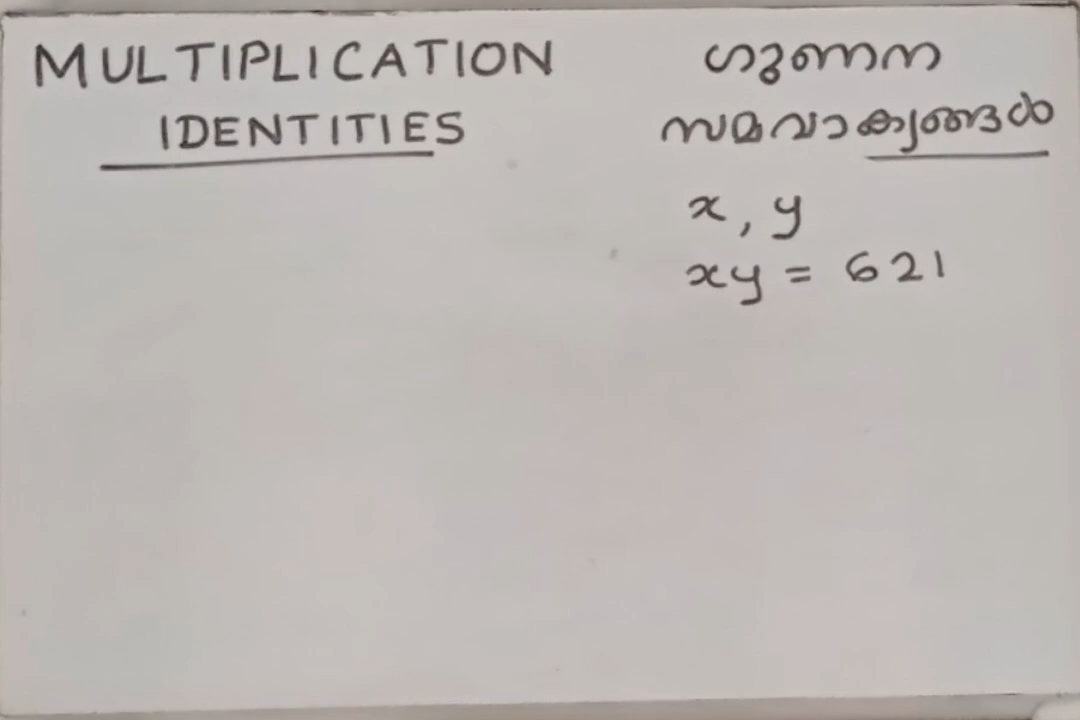 MULTIPLICATION
IDENTITIES
ഗുണന
സമവാക്യങ്ങൾ
x, y
xy = 621